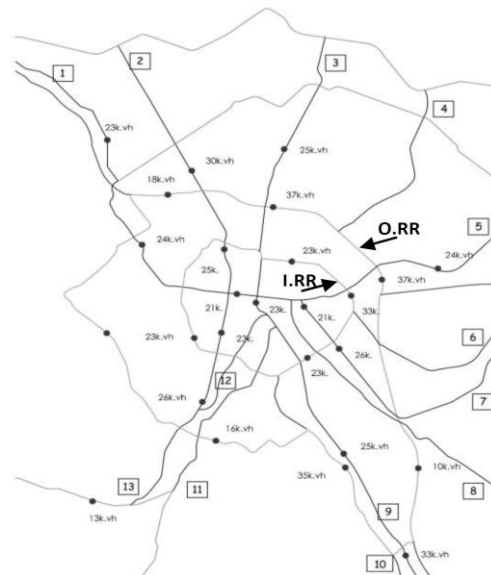 1
2
3
4
23k.vh
30k.vh
25k.vh
18k.vh
37k.vh
O.RR
5
24k.vh
25k.
23k.vh
24k.vh
I.RR
37k.vh
21k.
23k.
21k.
33k.
23k.vh
23k.
26k.
6
23k.
12
7
26k.vh
16k.vh
25k.vh
35k.vh
10k.vh
8
13
11
13k.vh
9
33k.vh
10